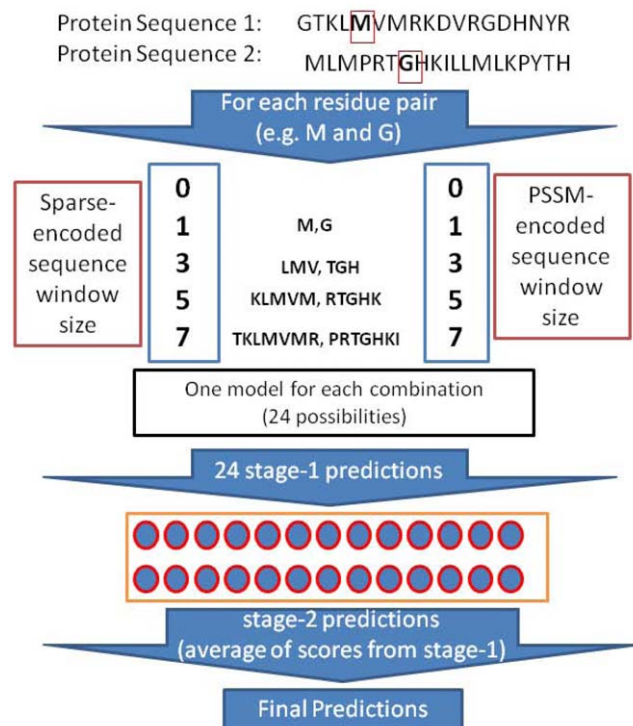 Protein Sequence 1: GTKLMVMRKDVRGDHNYR
Protein Sequence 2: MLMPRTGHKILLMLKPYTH
For each residue pair
(e.g. M and G)
Sparse-
encoded
sequence
window
size
0
1
3
5
7
M,G
LMV, TGH
KLMVM, RTGHK
TKLMVMR, PRTGHKI
0
1
3
5
7
PSSM-
encoded
sequence
window
size
One model for each combination
(24 possibilities)
24 stage-1 predictions
stage-2 predictions
(average of scores from stage-1)
Final Predictions